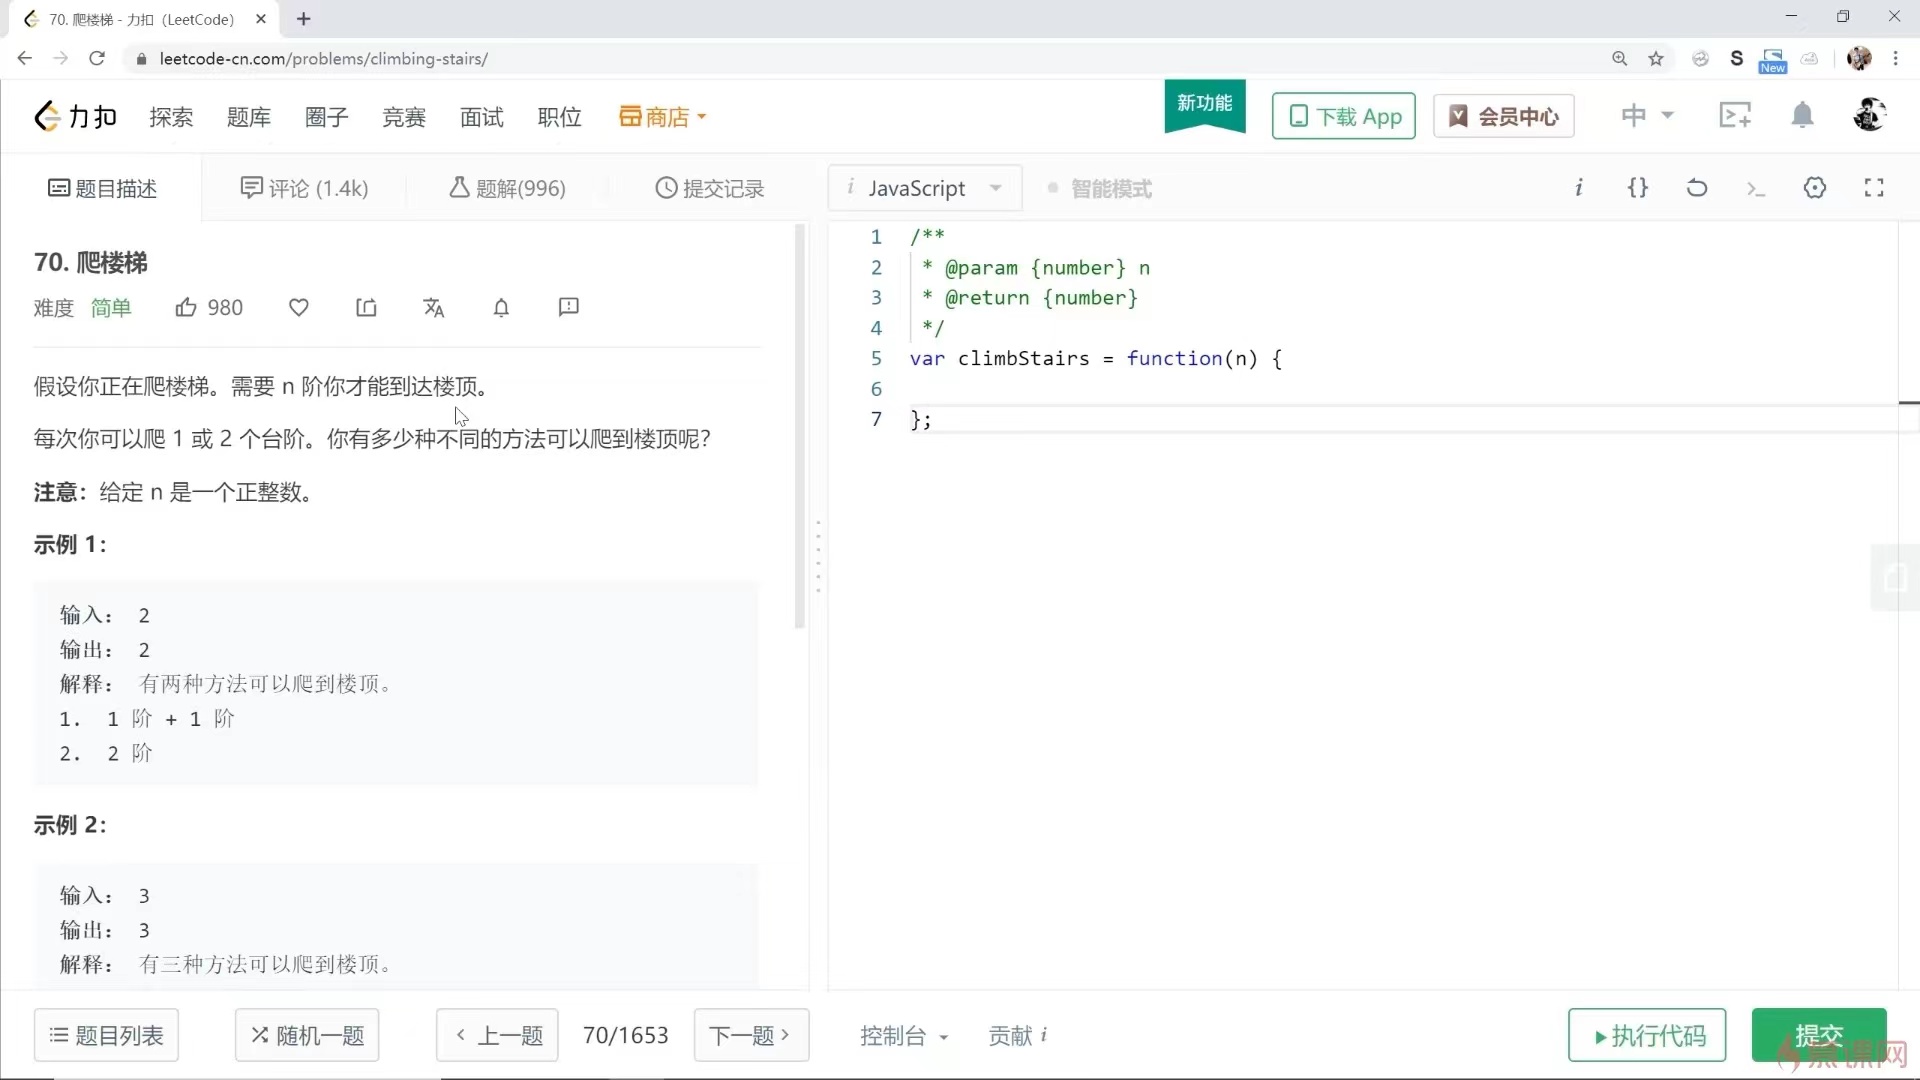 70. 爬楼梯 - 力扣（LeetCode）
leetcode-cn.com/problems/climbing-stairs/
S
New
力扣 探索 题库 圈子 竞赛 面试 职位 商店 新功能 下载 App 会员中心 中
题目描述 评论 (1.4k) 题解(996) 提交记录
i JavaScript 智能模式 i {} >_
70. 爬楼梯
难度 简单 980
假设你正在爬楼梯。需要 n 阶你才能到达楼顶。
每次你可以爬 1 或 2 个台阶。你有多少种不同的方法可以爬到楼顶呢？
注意：给定 n 是一个正整数。
示例 1：
输入： 2
输出： 2
解释： 有两种方法可以爬到楼顶。
1. 1 阶 + 1 阶
2. 2 阶
示例 2：
输入： 3
输出： 3
解释： 有三种方法可以爬到楼顶。
1 /**
2 * @param {number} n
3 * @return {number}
4 */
5 var climbStairs = function(n) {
6
7 };
题目列表 随机一题 < 上一题 70/1653 下一题 > 控制台 贡献 i 执行代码 提交
慕课网